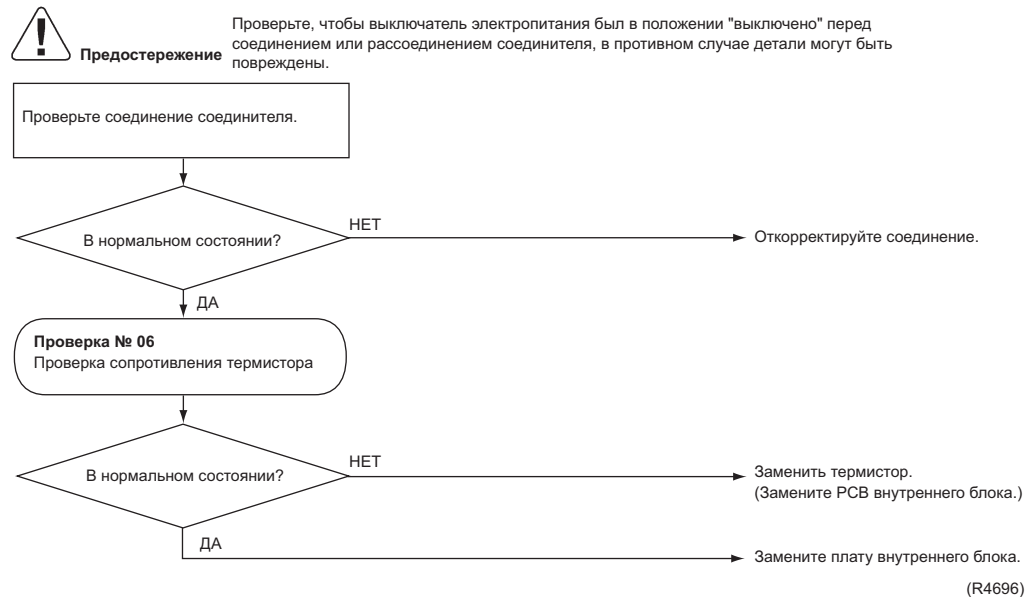 Предостережение
Проверьте, чтобы выключатель электропитания был в положении "выключено" перед
соединением или рассоединением соединителя, в противном случае детали могут быть
повреждены.
Проверьте соединение соединителя.
В нормальном состоянии?
НЕТ
Откорректируйте соединение.
ДА
Проверка № 06
Проверка сопротивления термистора
В нормальном состоянии?
НЕТ
Заменить термистор.
(Замените PCB внутреннего блока.)
ДА
Замените плату внутреннего блока.
(R4696)